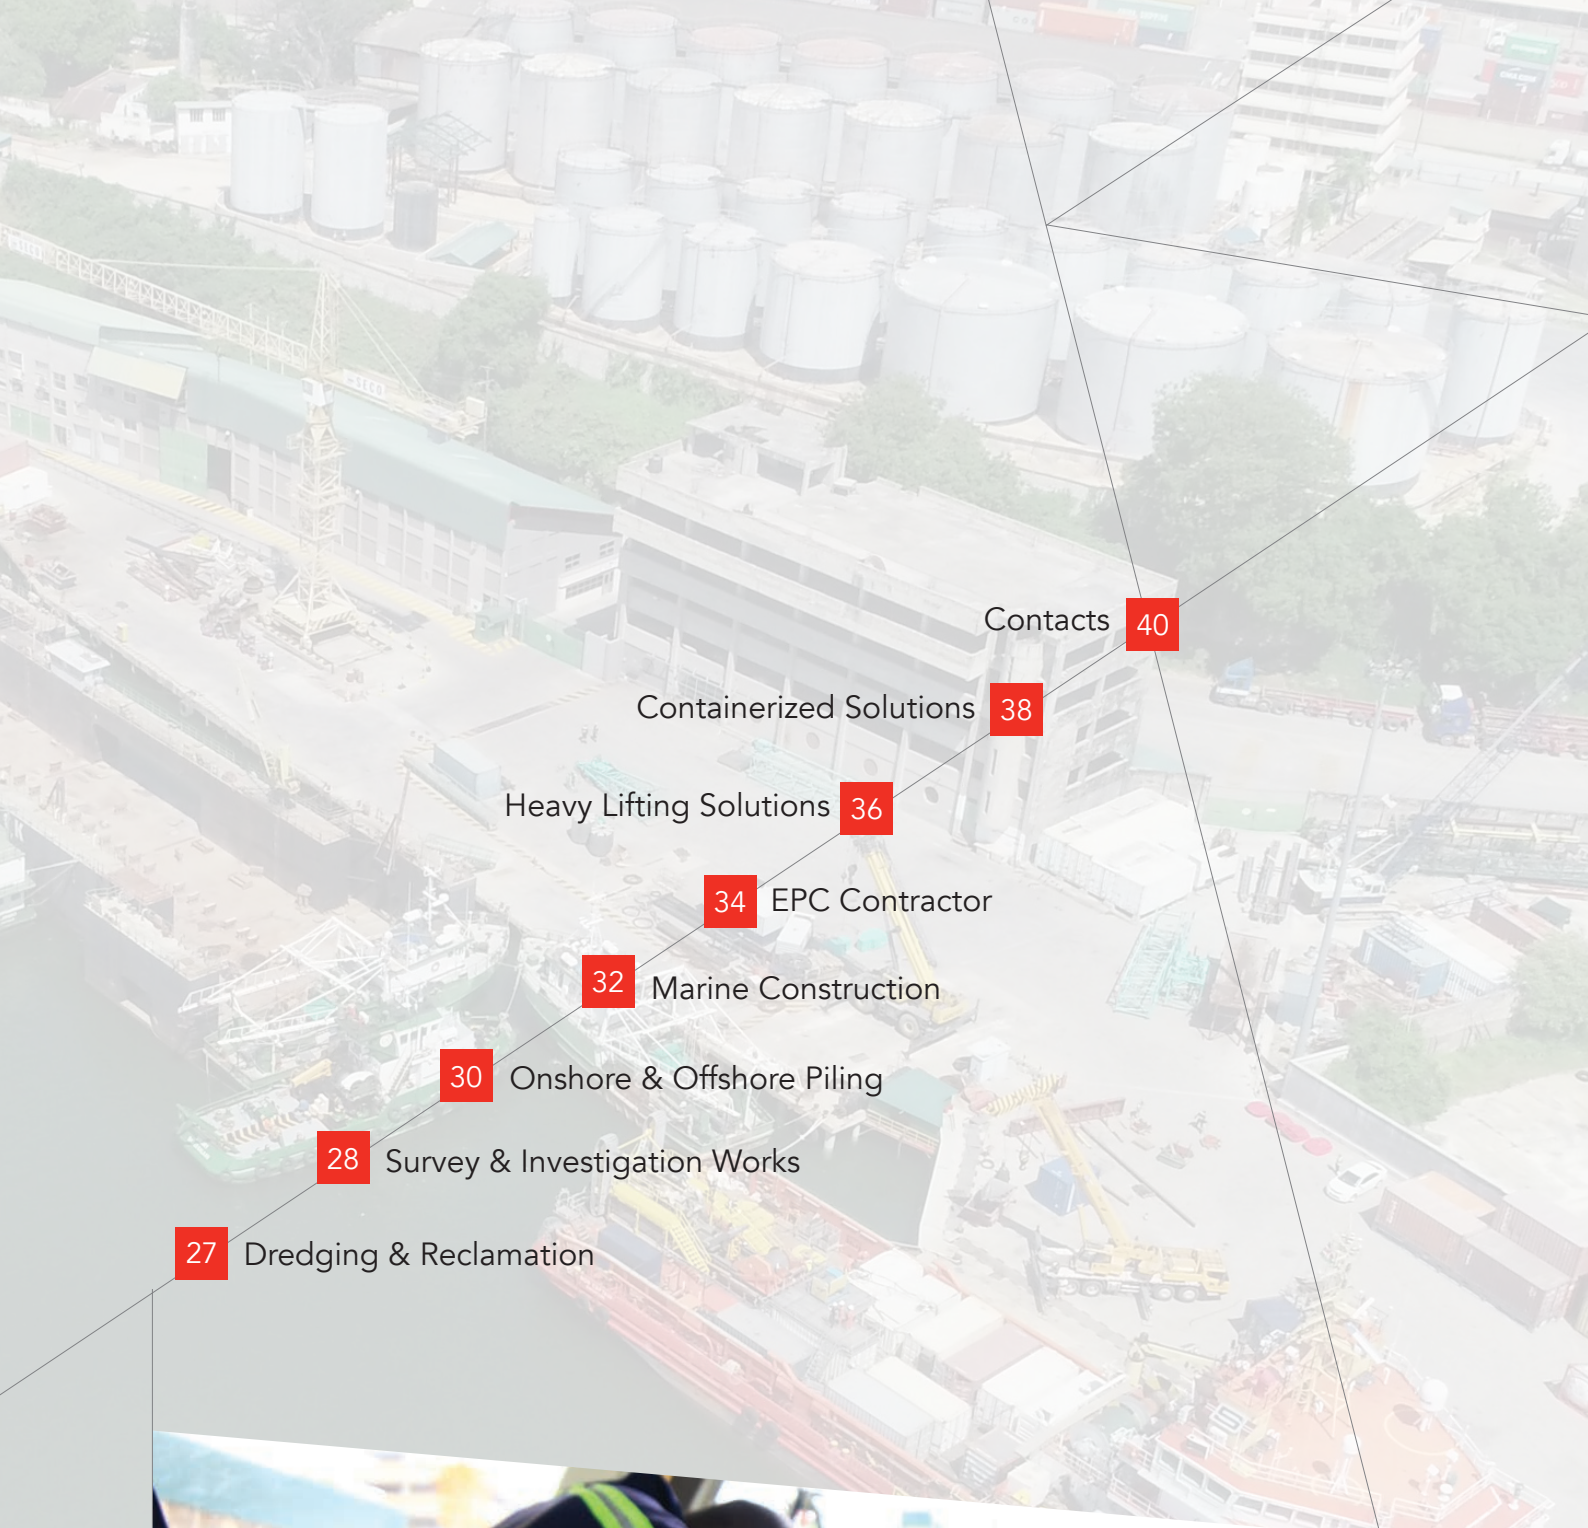 Contacts 40
Containerized Solutions 38
Heavy Lifting Solutions 36
34 EPC Contractor
32 Marine Construction
30 Onshore & Offshore Piling
28 Survey & Investigation Works
27 Dredging & Reclamation
SECO